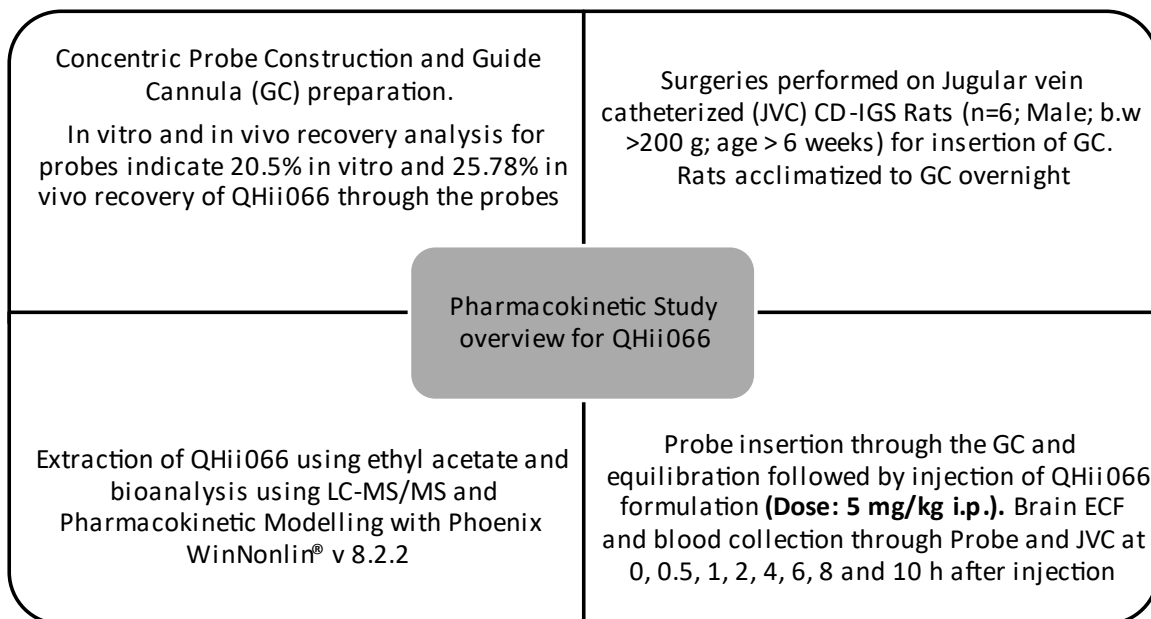 Concentric Probe Construction and Guide
Cannula (GC) preparation.
In vitro and in vivo recovery analysis for
probes indicate 20.5% in vitro and 25.78% in
vivo recovery of QHii066 through the probes
Surgeries performed on Jugular vein
catheterized (JVC) CD-IGS Rats (n=6; Male; b.w
>200 g; age > 6 weeks) for insertion of GC.
Rats acclimatized to GC overnight
Pharmacokinetic Study
overview for QHii066
Extraction of QHii066 using ethyl acetate and
bioanalysis using LC-MS/MS and
Pharmacokinetic Modelling with Phoenix
WinNonlin® v 8.2.2
Probe insertion through the GC and
equilibration followed by injection of QHii066
formulation (Dose: 5 mg/kg i.p.). Brain ECF
and blood collection through Probe and JVC at
0, 0.5, 1, 2, 4, 6, 8 and 10 h after injection